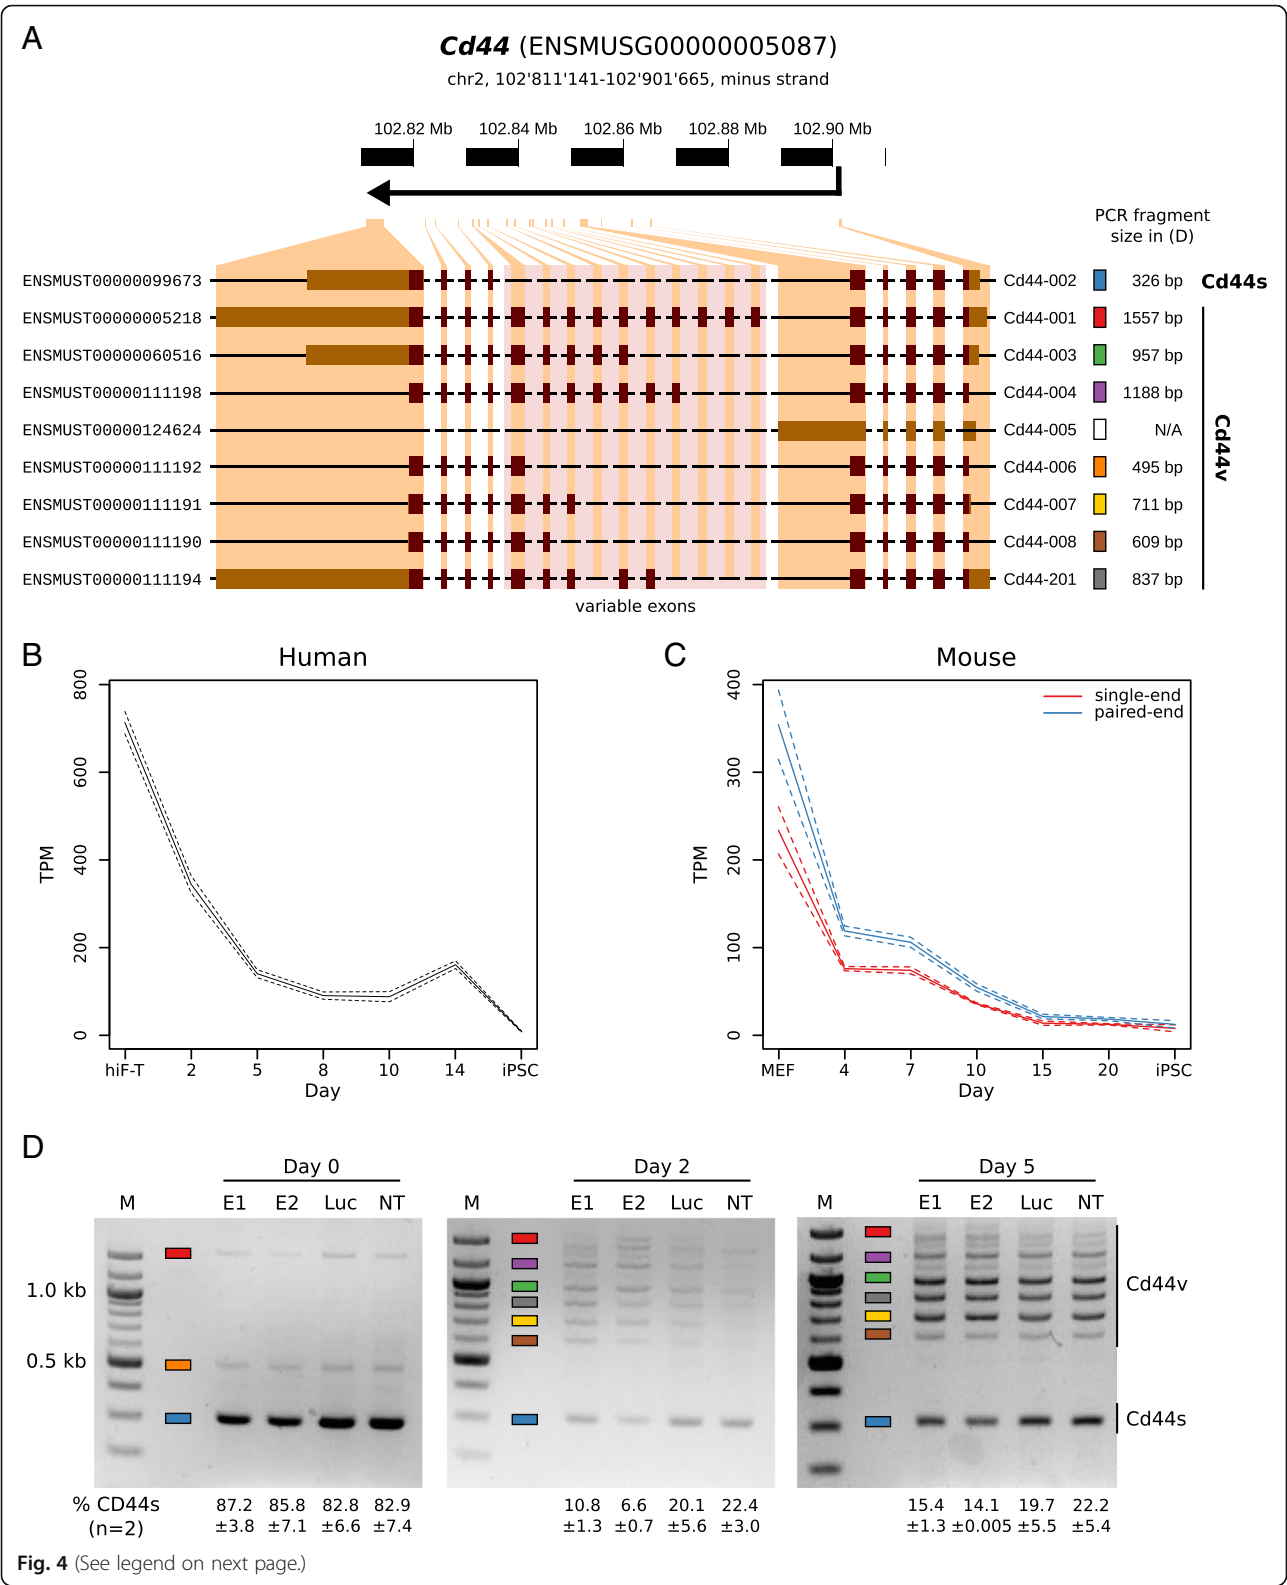 A
Cd44 (ENSMUSG00000005087)
chr2, 102'811'141-102'901'665, minus strand
102.82 Mb 102.84 Mb 102.86 Mb 102.88 Mb 102.90 Mb
PCR fragment
size in (D)
ENSMUST00000099673 Cd44-002 326 bp Cd44s
ENSMUST00000005218 Cd44-001 1557 bp
ENSMUST00000060516 Cd44-003 957 bp
ENSMUST00000111198 Cd44-004 1188 bp
ENSMUST00000124624 Cd44-005 N/A
ENSMUST00000111192 Cd44-006 495 bp
ENSMUST00000111191 Cd44-007 711 bp
ENSMUST00000111190 Cd44-008 609 bp
ENSMUST00000111194 Cd44-201 837 bp
Cd44v
variable exons
B
Human
TPM
800
600
400
200
0
hiF-T 2 5 8 10 14 iPSC
Day
C
Mouse
single-end
paired-end
TPM
400
300
200
100
0
MEF 4 7 10 15 20 iPSC
Day
D
Day 0 Day 2 Day 5
M E1 E2 Luc NT M E1 E2 Luc NT M E1 E2 Luc NT
1.0 kb
0.5 kb
Cd44v
Cd44s
% CD44s 87.2 85.8 82.8 82.9 10.8 6.6 20.1 22.4 15.4 14.1 19.7 22.2
(n=2) ±3.8 ±7.1 ±6.6 ±7.4 ±1.3 ±0.7 ±5.6 ±3.0 ±1.3 ±0.005 ±5.5 ±5.4
Fig. 4 (See legend on next page.)